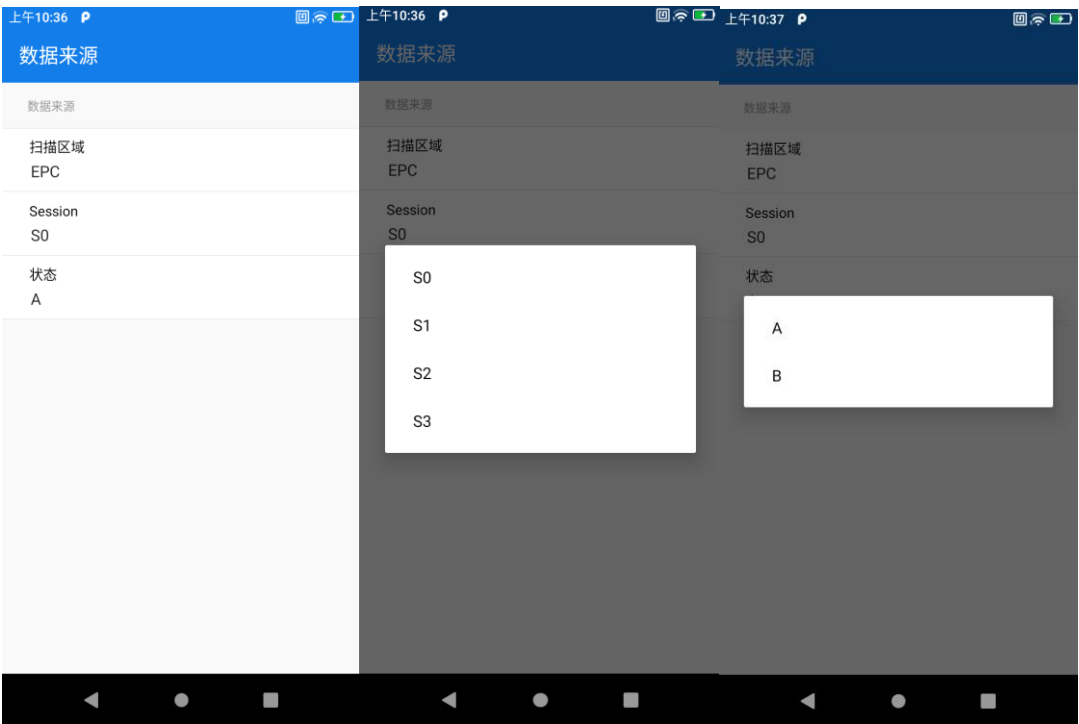 上午10:36
数据来源
数据来源
扫描区域
EPC
Session
S0
状态
A
上午10:36
数据来源
数据来源
扫描区域
EPC
Session
S0
S0
S1
S2
S3
上午10:37
数据来源
数据来源
扫描区域
EPC
Session
S0
状态
A
B